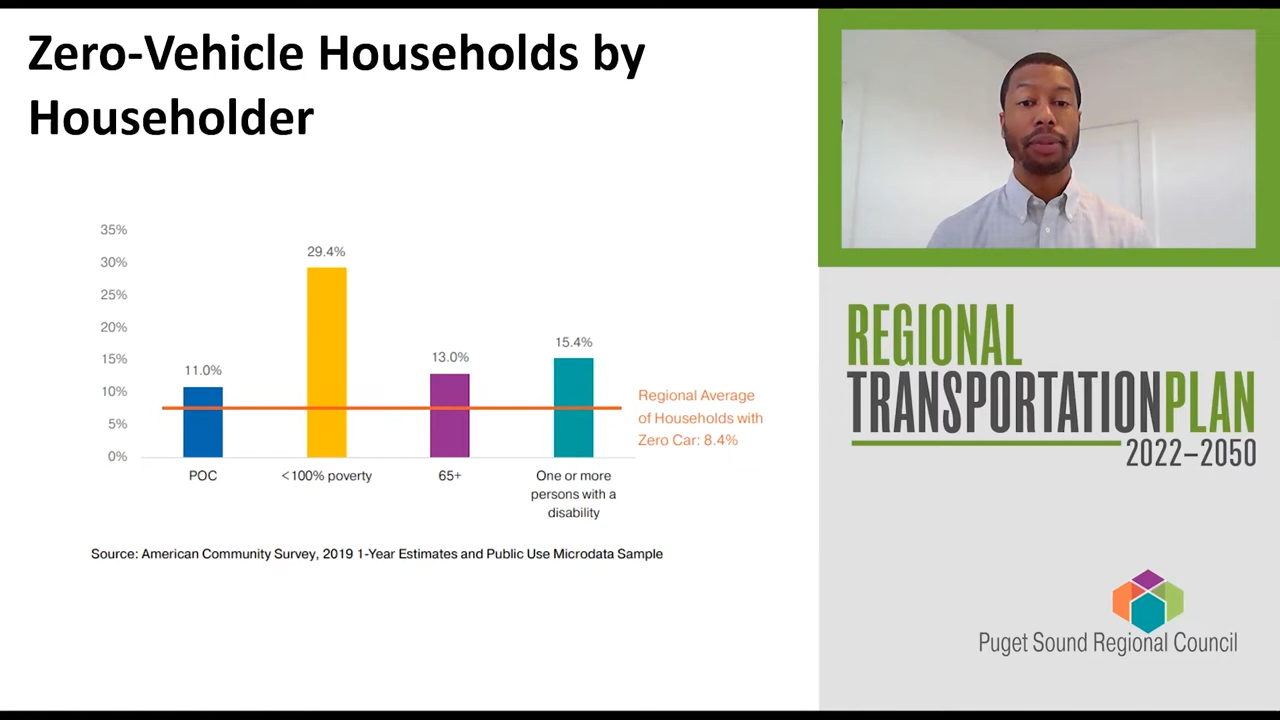 Zero-Vehicle Households by
Householder
35%
30%
25%
20%
15%
10%
5%
0%
11.0%
29.4%
13.0%
15.4%
Regional Average
of Households with
Zero Car: 8.4%
POC
<100% poverty
65+
One or more
persons with a
disability
Source: American Community Survey, 2019 1-Year Estimates and Public Use Microdata Sample
REGIONAL
TRANSPORTATIONPLAN
2022–2050
Puget Sound Regional Council